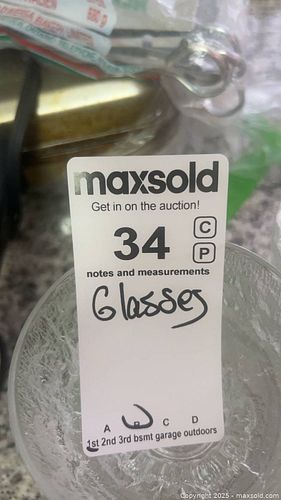 maxsold
Get in on the auction!
34
C
P
notes and measurements
Glasses
A B C D
1st 2nd 3rd bsmt garage outdoors
Copyright 2025 - maxsold.com